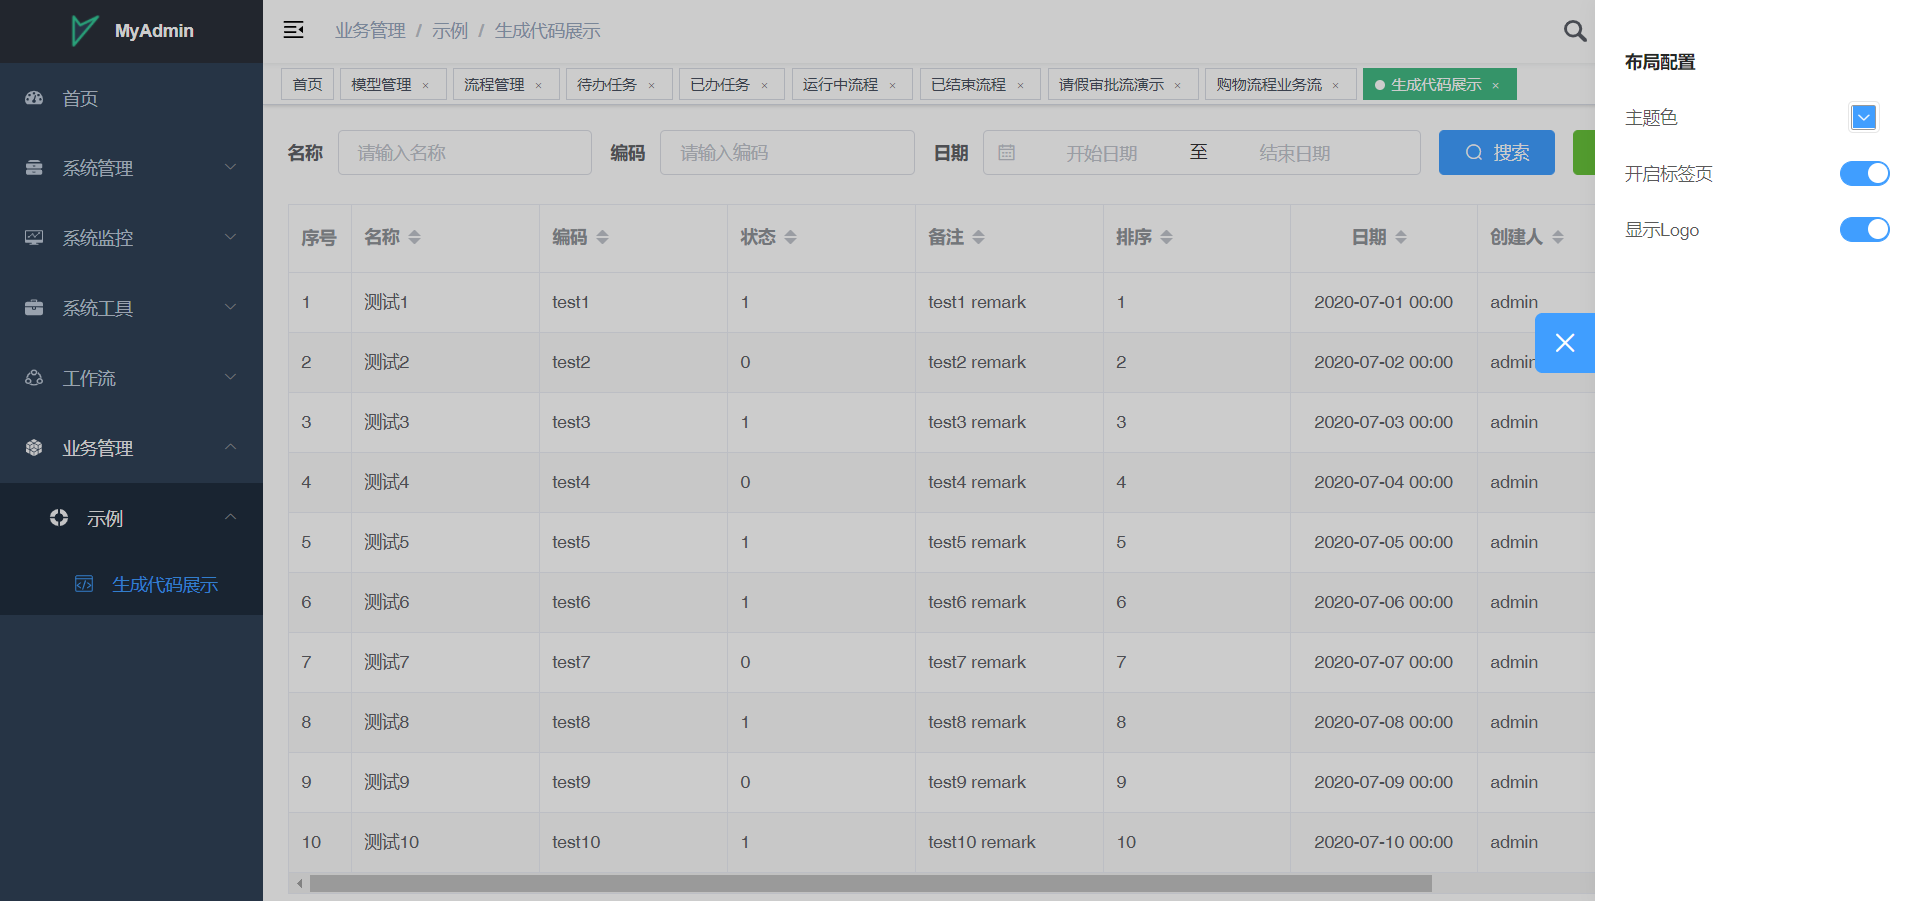 MyAdmin
首页
系统管理
系统监控
系统工具
工作流
业务管理
示例
生成代码展示
业务管理 / 示例 / 生成代码展示
首页 模型管理 × 流程管理 × 待办任务 × 已办任务 × 运行中流程 × 已结束流程 × 请假审批流演示 × 购物流程业务流 × 生成代码展示 ×
名称 请输入名称 编码 请输入编码 日期 开始日期 至 结束日期 搜索
序号 名称 编码 状态 备注 排序 日期 创建人
1 测试1 test1 1 test1 remark 1 2020-07-01 00:00 admin
2 测试2 test2 0 test2 remark 2 2020-07-02 00:00 admin
3 测试3 test3 1 test3 remark 3 2020-07-03 00:00 admin
4 测试4 test4 0 test4 remark 4 2020-07-04 00:00 admin
5 测试5 test5 1 test5 remark 5 2020-07-05 00:00 admin
6 测试6 test6 1 test6 remark 6 2020-07-06 00:00 admin
7 测试7 test7 0 test7 remark 7 2020-07-07 00:00 admin
8 测试8 test8 1 test8 remark 8 2020-07-08 00:00 admin
9 测试9 test9 0 test9 remark 9 2020-07-09 00:00 admin
10 测试10 test10 1 test10 remark 10 2020-07-10 00:00 admin
布局配置
主题色
开启标签页
显示Logo